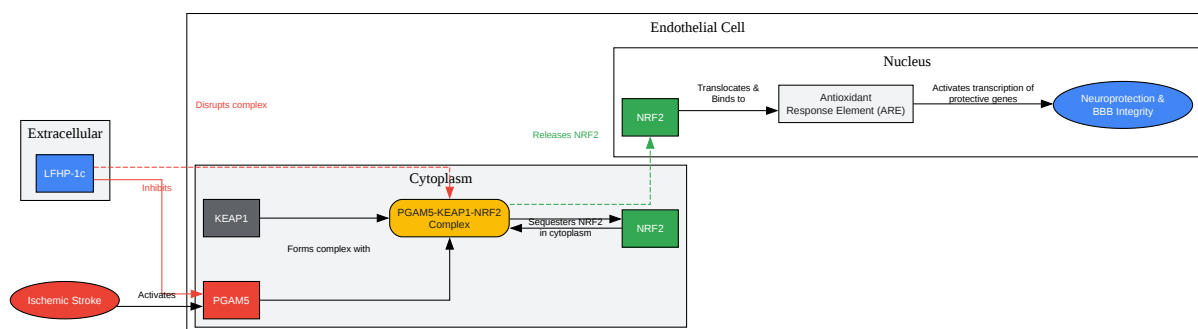 Endothelial Cell
Nucleus
Translocates &
Binds to
Activates transcription of
protective genes
NRF2
Antioxidant
Response Element (ARE)
Neuroprotection &
BBB Integrity
Disrupts complex
Releases NRF2
Extracellular
LFHP-1c
Inhibits
Cytoplasm
KEAP1
PGAM5-KEAP1-NRF2
Complex
Sequesters NRF2
in cytoplasm
NRF2
Forms complex with
Ischemic Stroke
Activates
PGAM5